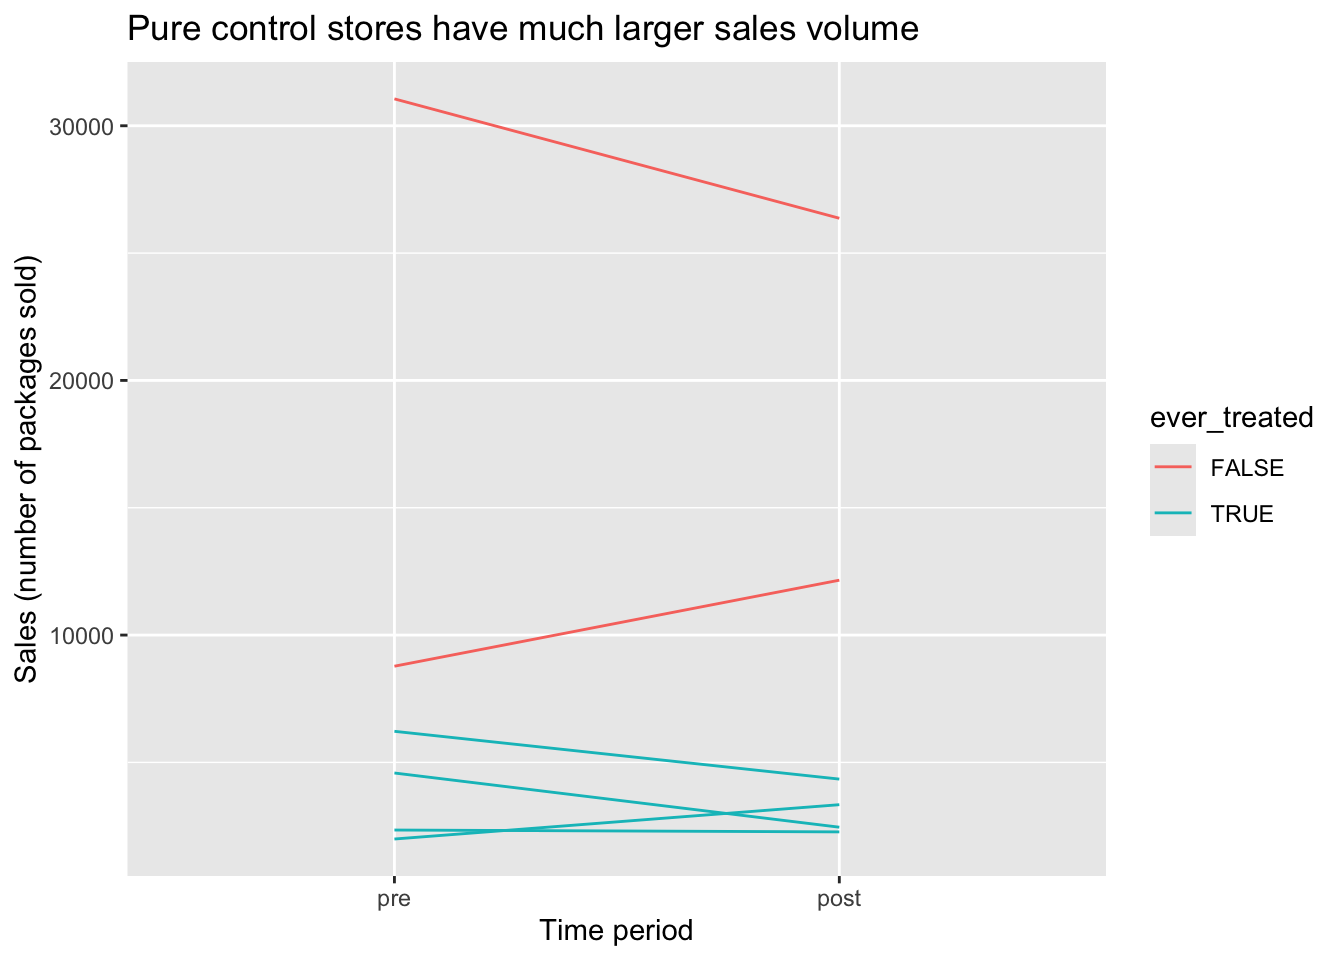 Pure control stores have much larger sales volume
30000
20000
10000
Sales (number of packages sold)
pre
post
Time period
ever_treated
FALSE
TRUE